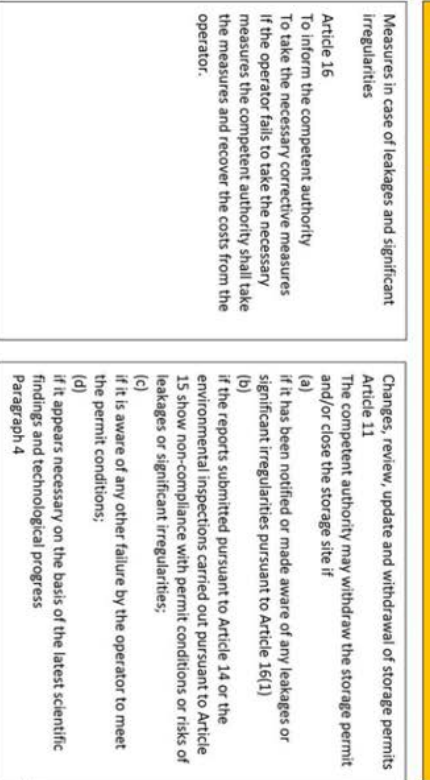 Measures in case of leakages and significant
irregularities
Article 16
To inform the competent authority
To take the necessary corrective measures
If the operator fails to take the necessary
measures the competent authority shall take
the measures and recover the costs from the
operator.
Changes, review, update and withdrawal of storage permits
Article 11
The competent authority may withdraw the storage permit
and/or close the storage site if
(a)
if it has been notified or made aware of any leakages or
significant irregularities pursuant to Article 16(1)
(b)
if the reports submitted pursuant to Article 14 or the
environmental inspections carried out pursuant to Article
15 show non-compliance with permit conditions or risks of
leakages or significant irregularities;
(c)
if it is aware of any other failure by the operator to meet
the permit conditions;
(d)
if it appears necessary on the basis of the latest scientific
findings and technological progress
Paragraph 4